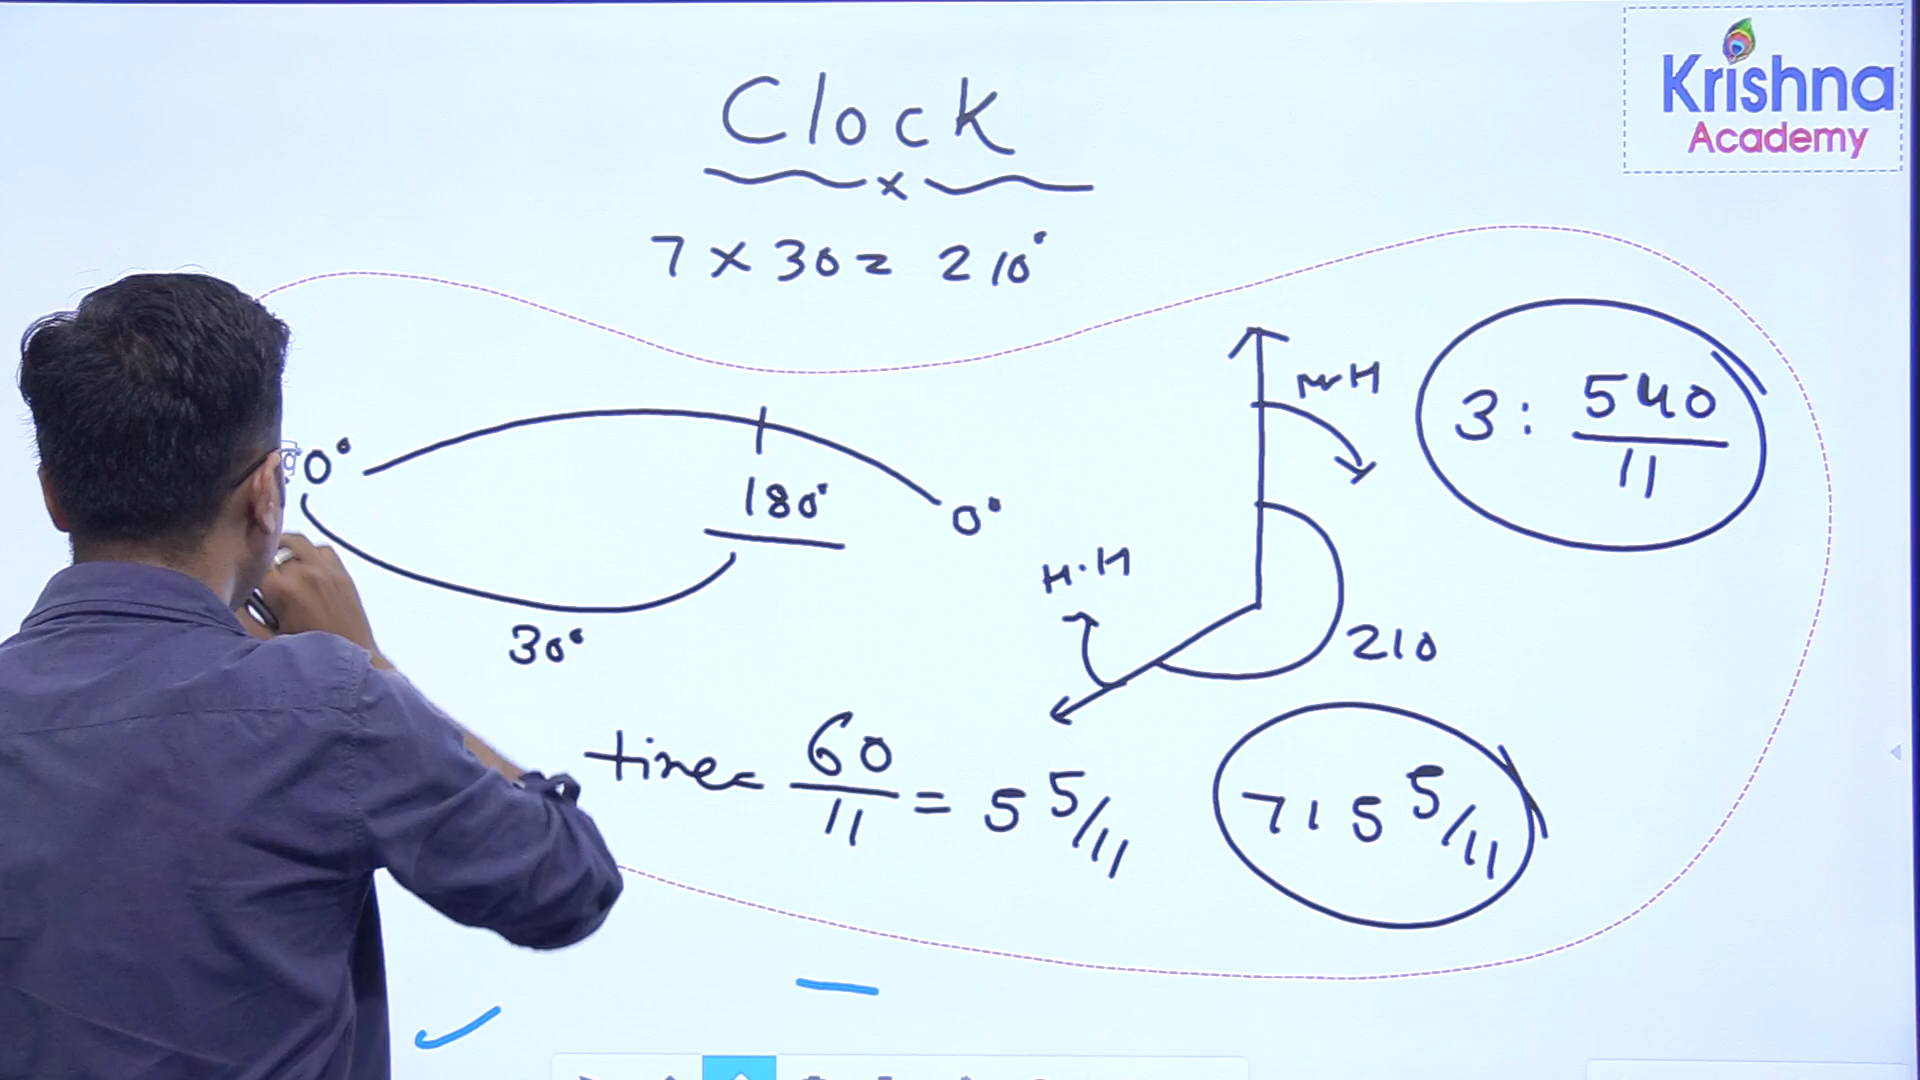 Krishna
Academy
Clock
x
7 × 30 = 210°
0°
180°
0°
30°
M·H
H·H
210
3 : 540/11
time = 60/11 = 5 5/11
7 : 5 5/11